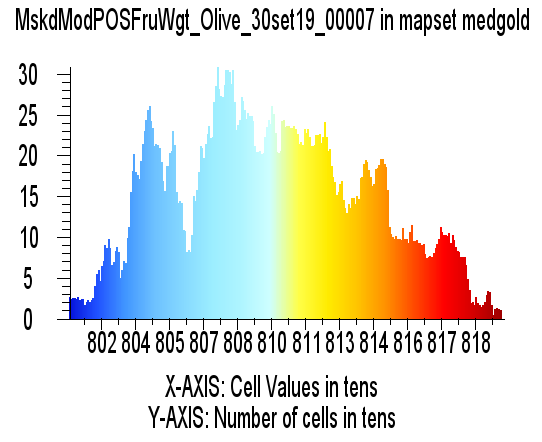 MskdModPOSFruWgt_Olive_30set19_00007 in mapset medgold
30
25
20
15
10
5
0
802 804 805 807 808 810 811 813 814 816 817 818
X-AXIS: Cell Values in tens
Y-AXIS: Number of cells in tens